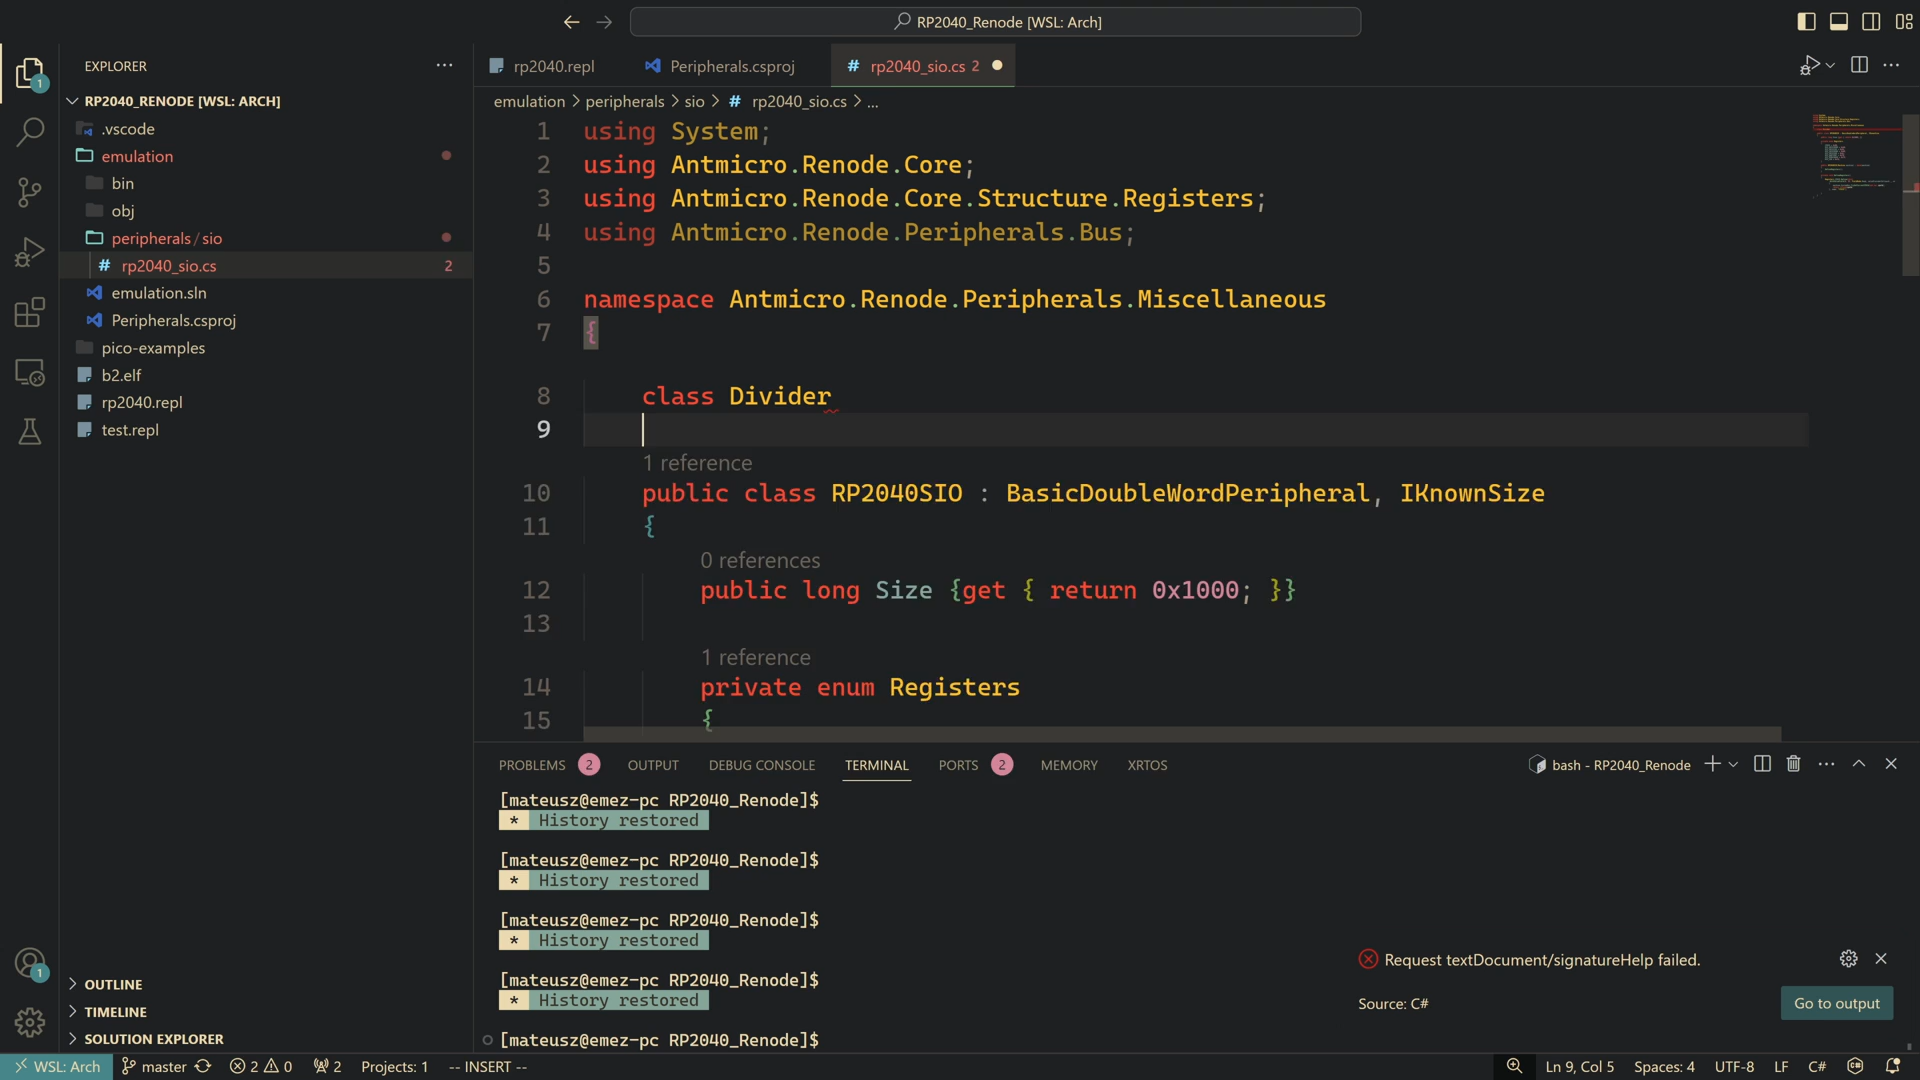 RP2040_Renode [WSL: Arch]
EXPLORER
RP2040_RENODE [WSL: ARCH]
.vscode
emulation
bin
obj
peripherals / sio
rp2040_sio.cs 2
emulation.sln
Peripherals.csproj
pico-examples
b2.elf
rp2040.repl
test.repl
OUTLINE
TIMELINE
SOLUTION EXPLORER
1
1
rp2040.repl
Peripherals.csproj
# rp2040_sio.cs 2
emulation > peripherals > sio > # rp2040_sio.cs > ...
1 using System;
2 using Antmicro.Renode.Core;
3 using Antmicro.Renode.Core.Structure.Registers;
4 using Antmicro.Renode.Peripherals.Bus;
5
6 namespace Antmicro.Renode.Peripherals.Miscellaneous
7 {
8 class Divider
9
1 reference
10 public class RP2040SIO : BasicDoubleWordPeripheral, IKnownSize
11 {
0 references
12 public long Size {get { return 0x1000; }}
13
1 reference
14 private enum Registers
15 {
PROBLEMS 2 OUTPUT DEBUG CONSOLE TERMINAL PORTS 2 MEMORY XRTOS
bash - RP2040_Renode
[mateusz@emez-pc RP2040_Renode]$
* History restored
[mateusz@emez-pc RP2040_Renode]$
* History restored
[mateusz@emez-pc RP2040_Renode]$
* History restored
[mateusz@emez-pc RP2040_Renode]$
* History restored
[mateusz@emez-pc RP2040_Renode]$
Request textDocument/signatureHelp failed.
Source: C#
Go to output
WSL: Arch master 2 0 2 Projects: 1 -- INSERT -- Ln 9, Col 5 Spaces: 4 UTF-8 LF C#